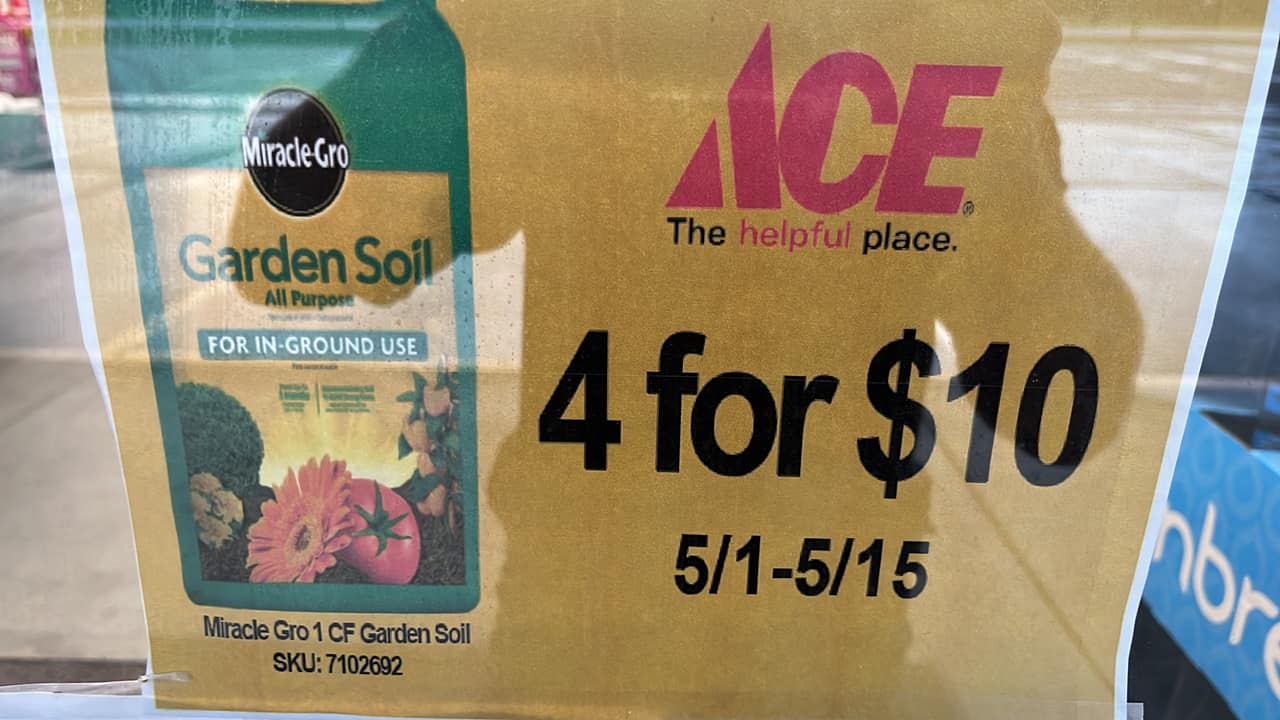 Miracle-Gro
Garden Soil
All Purpose
FOR IN-GROUND USE
Miracle Gro 1 CF Garden Soil
SKU: 7102692
ACE®
The helpful place.
4 for $10
5/1-5/15